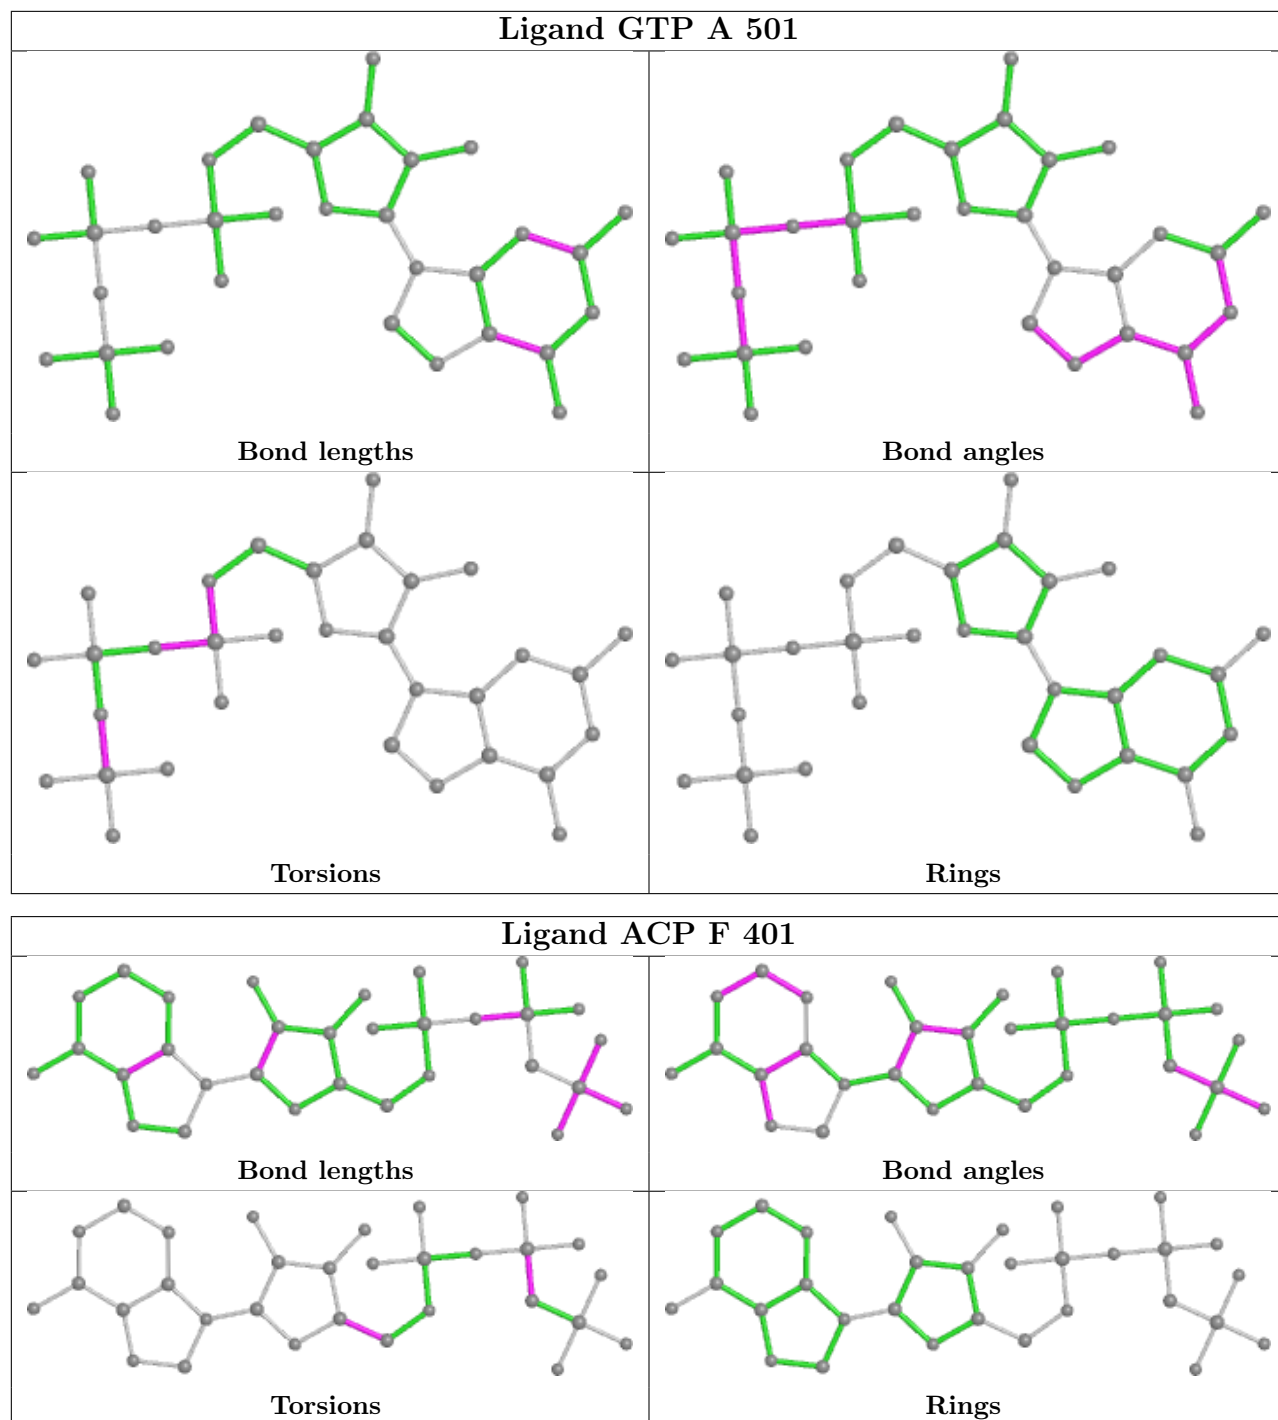 Ligand GTP A 501
Bond lengths
Bond angles
Torsions
Rings
Ligand ACP F 401
Bond lengths
Bond angles
Torsions
Rings